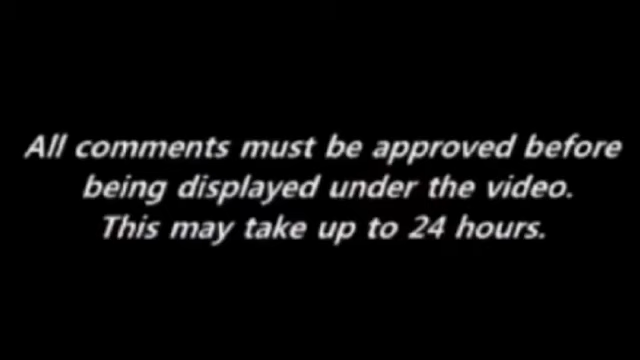 All comments must be approved before
being displayed under the video.
This may take up to 24 hours.